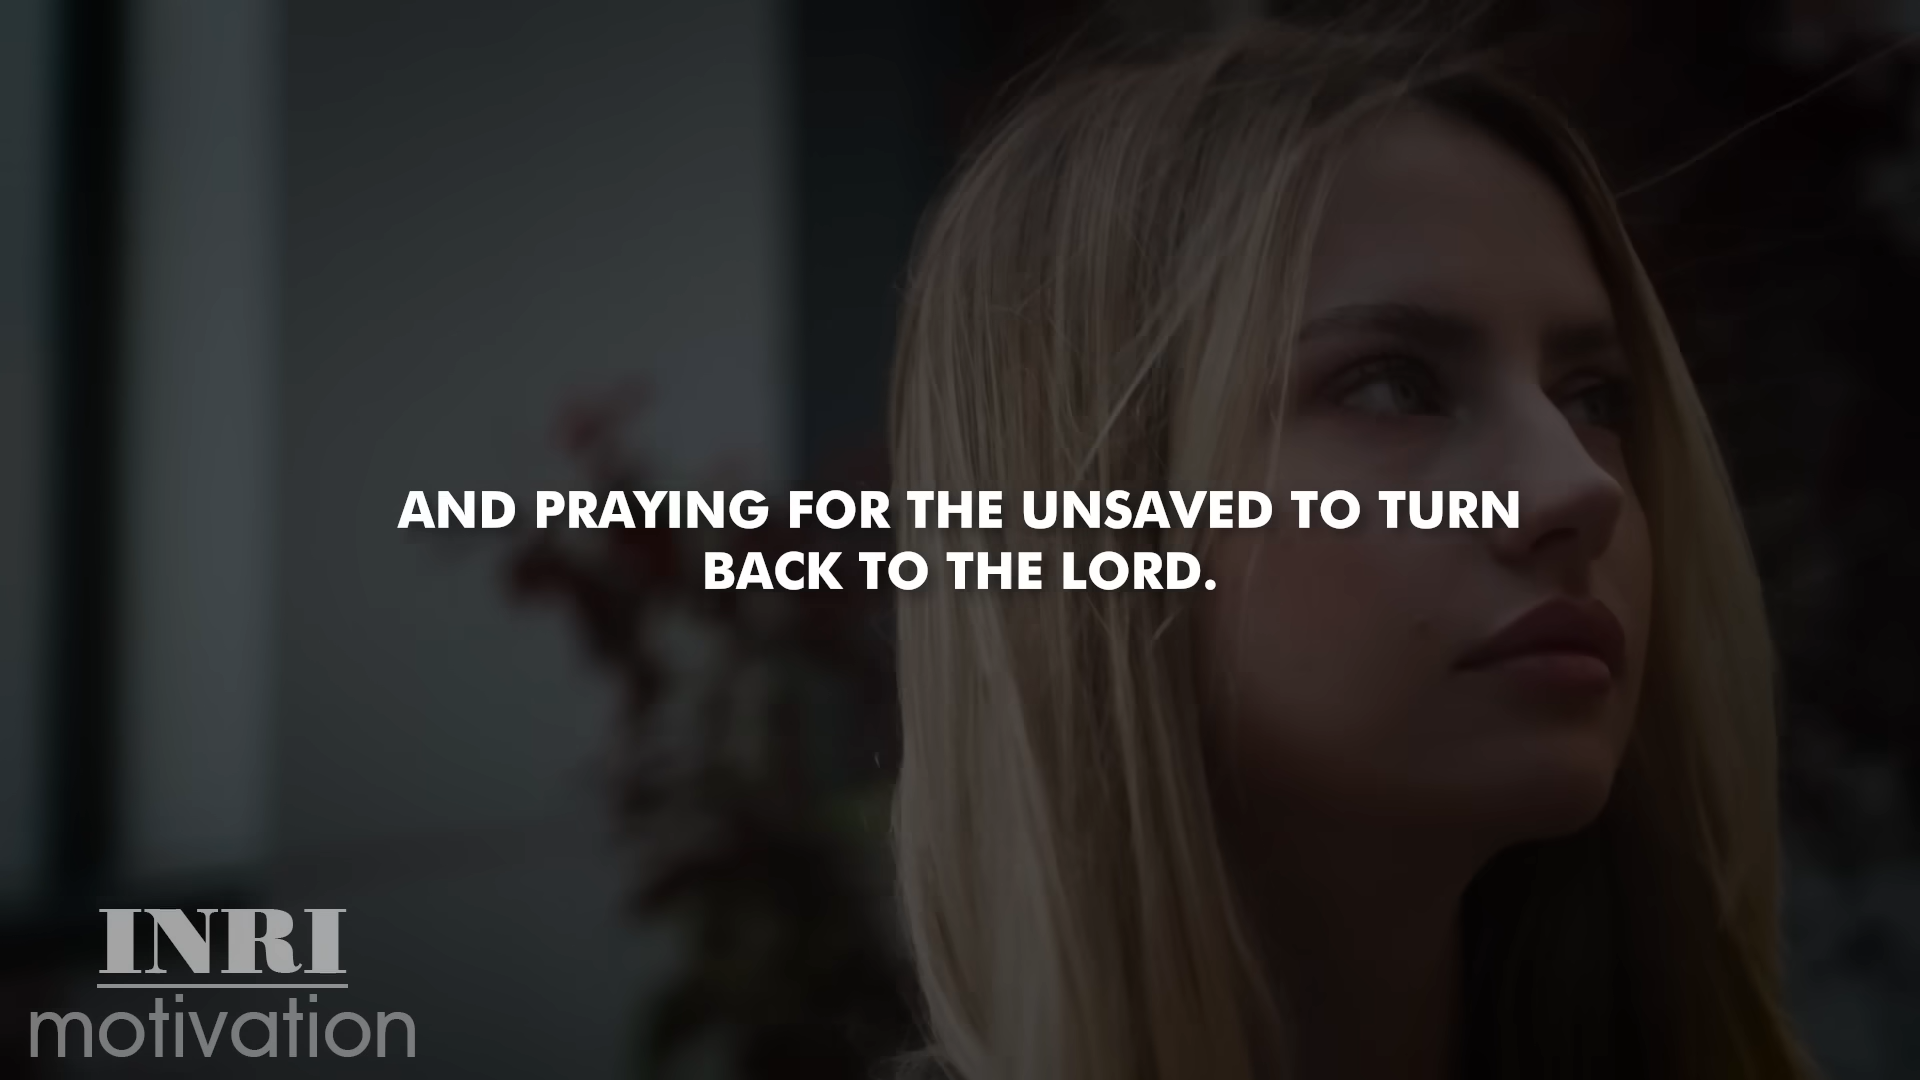 AND PRAYING FOR THE UNSAVED TO TURN
BACK TO THE LORD.
INRI
motivation